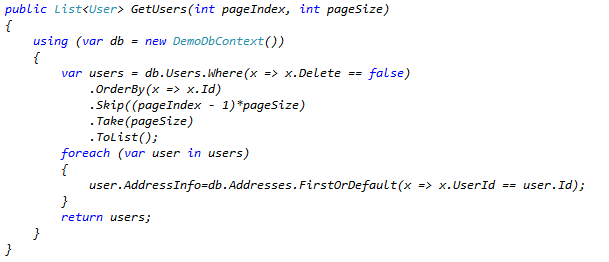 public List<User> GetUsers(int pageIndex, int pageSize)
{
    using (var db = new DemoDbContext())
    {
        var users = db.Users.Where(x => x.Delete == false)
            .OrderBy(x => x.Id)
            .Skip((pageIndex - 1)*pageSize)
            .Take(pageSize)
            .ToList();
        foreach (var user in users)
        {
            user.AddressInfo=db.Addresses.FirstOrDefault(x => x.UserId == user.Id);
        }
        return users;
    }
}